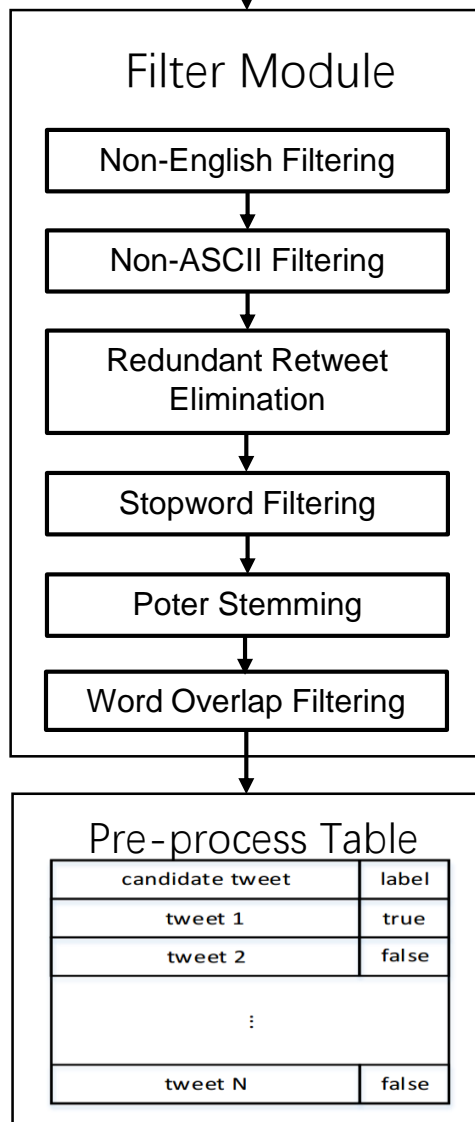 Filter Module
Non-English Filtering
Non-ASCII Filtering
Redundant Retweet
Elimination
Stopword Filtering
Poter Stemming
Word Overlap Filtering
Pre-process Table
candidate tweet label
tweet 1 true
tweet 2 false
⋮
tweet N false